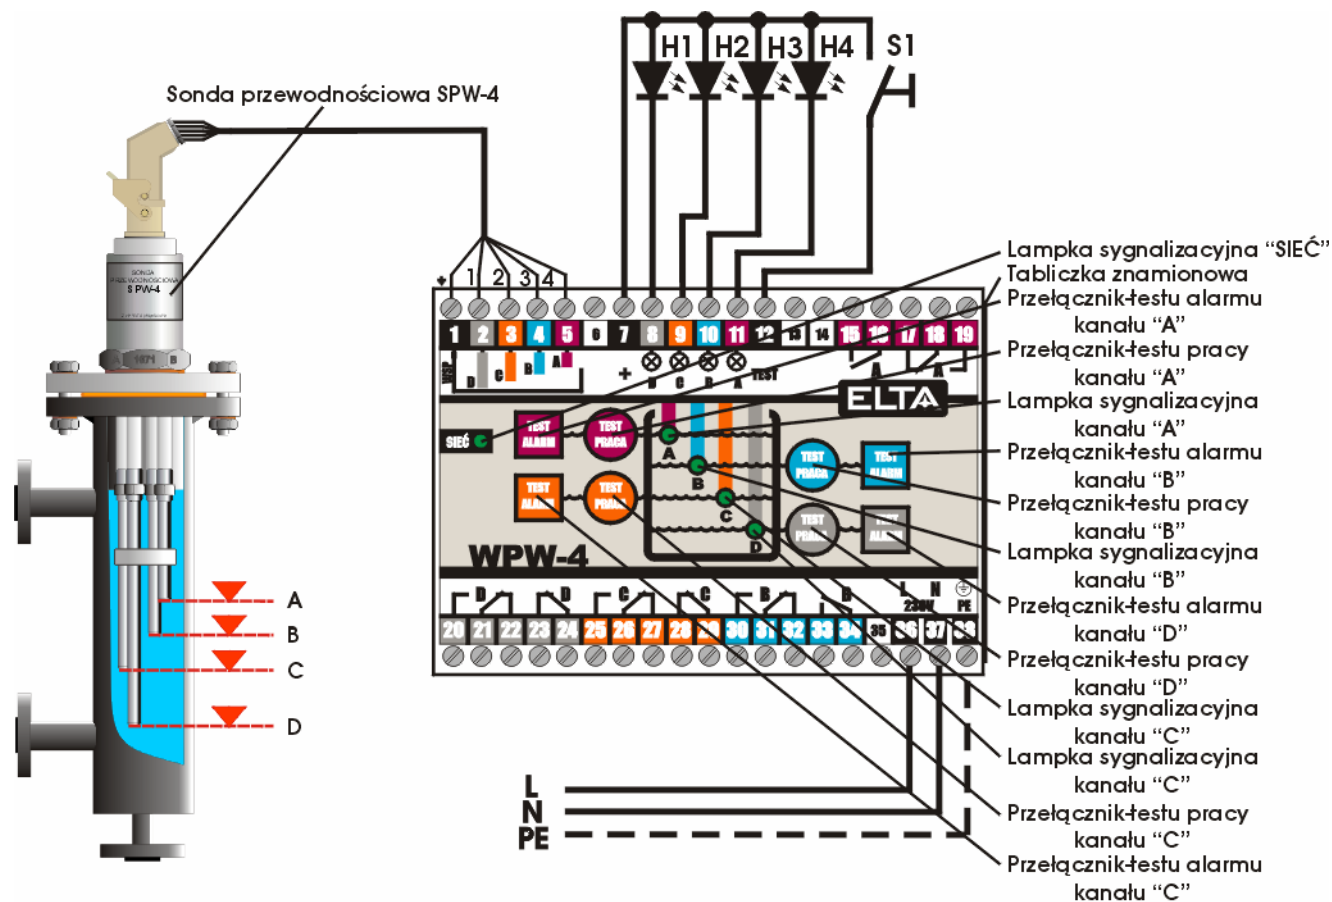 H1 H2 H3 H4 S1
Sonda przewodnościowa SPW-4
SONDA
PRZEWODNOŚCIOWA
SPW-4
A 1071 B
+ 1 2 3 4
1 2 3 4 5 6 7 8 9 10 11 12 13 14 15 16 17 18 19
WSP D C B A + D C B A TEST A A
ELTA
SIEĆ
TEST
ALARM
TEST
PRACA
A
B
TEST
PRACA
TEST
ALARM
TEST
ALARM
TEST
PRACA
C
D
TEST
PRACA
TEST
ALARM
WPW-4
D D C C B B L N
230V PE
20 21 22 23 24 25 26 27 28 29 30 31 32 33 34 35 36 37 38
A
B
C
D
L
N
PE
Lampka sygnalizacyjna “SIEĆ”
Tabliczka znamionowa
Przełącznik-testu alarmu
kanału “A”
Przełącznik-testu pracy
kanału “A”
Lampka sygnalizacyjna
kanału “A”
Przełącznik-testu alarmu
kanału “B”
Przełącznik-testu pracy
kanału “B”
Lampka sygnalizacyjna
kanału “B”
Przełącznik-testu alarmu
kanału “D”
Przełącznik-testu pracy
kanału “D”
Lampka sygnalizacyjna
kanału “C”
Lampka sygnalizacyjna
kanału “C”
Przełącznik-testu pracy
kanału “C”
Przełącznik-testu alarmu
kanału “C”